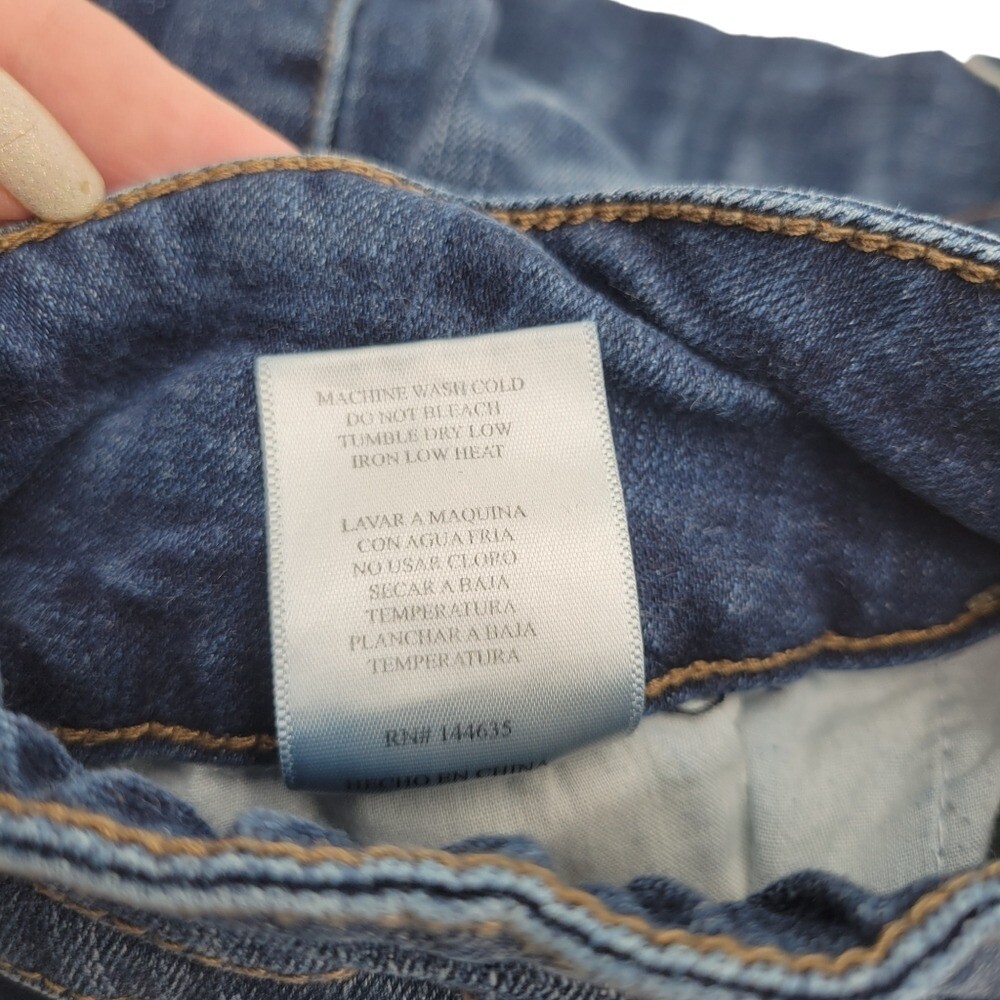 MACHINE WASH COLD
DO NOT BLEACH
TUMBLE DRY LOW
IRON LOW HEAT
LAVAR A MAQUINA
CON AGUA FRIA
NO USAR CLORO
SECAR A BAJA
TEMPERATURA
PLANCHAR A BAJA
TEMPERATURA
RN# 144635
HECHO EN CHINA